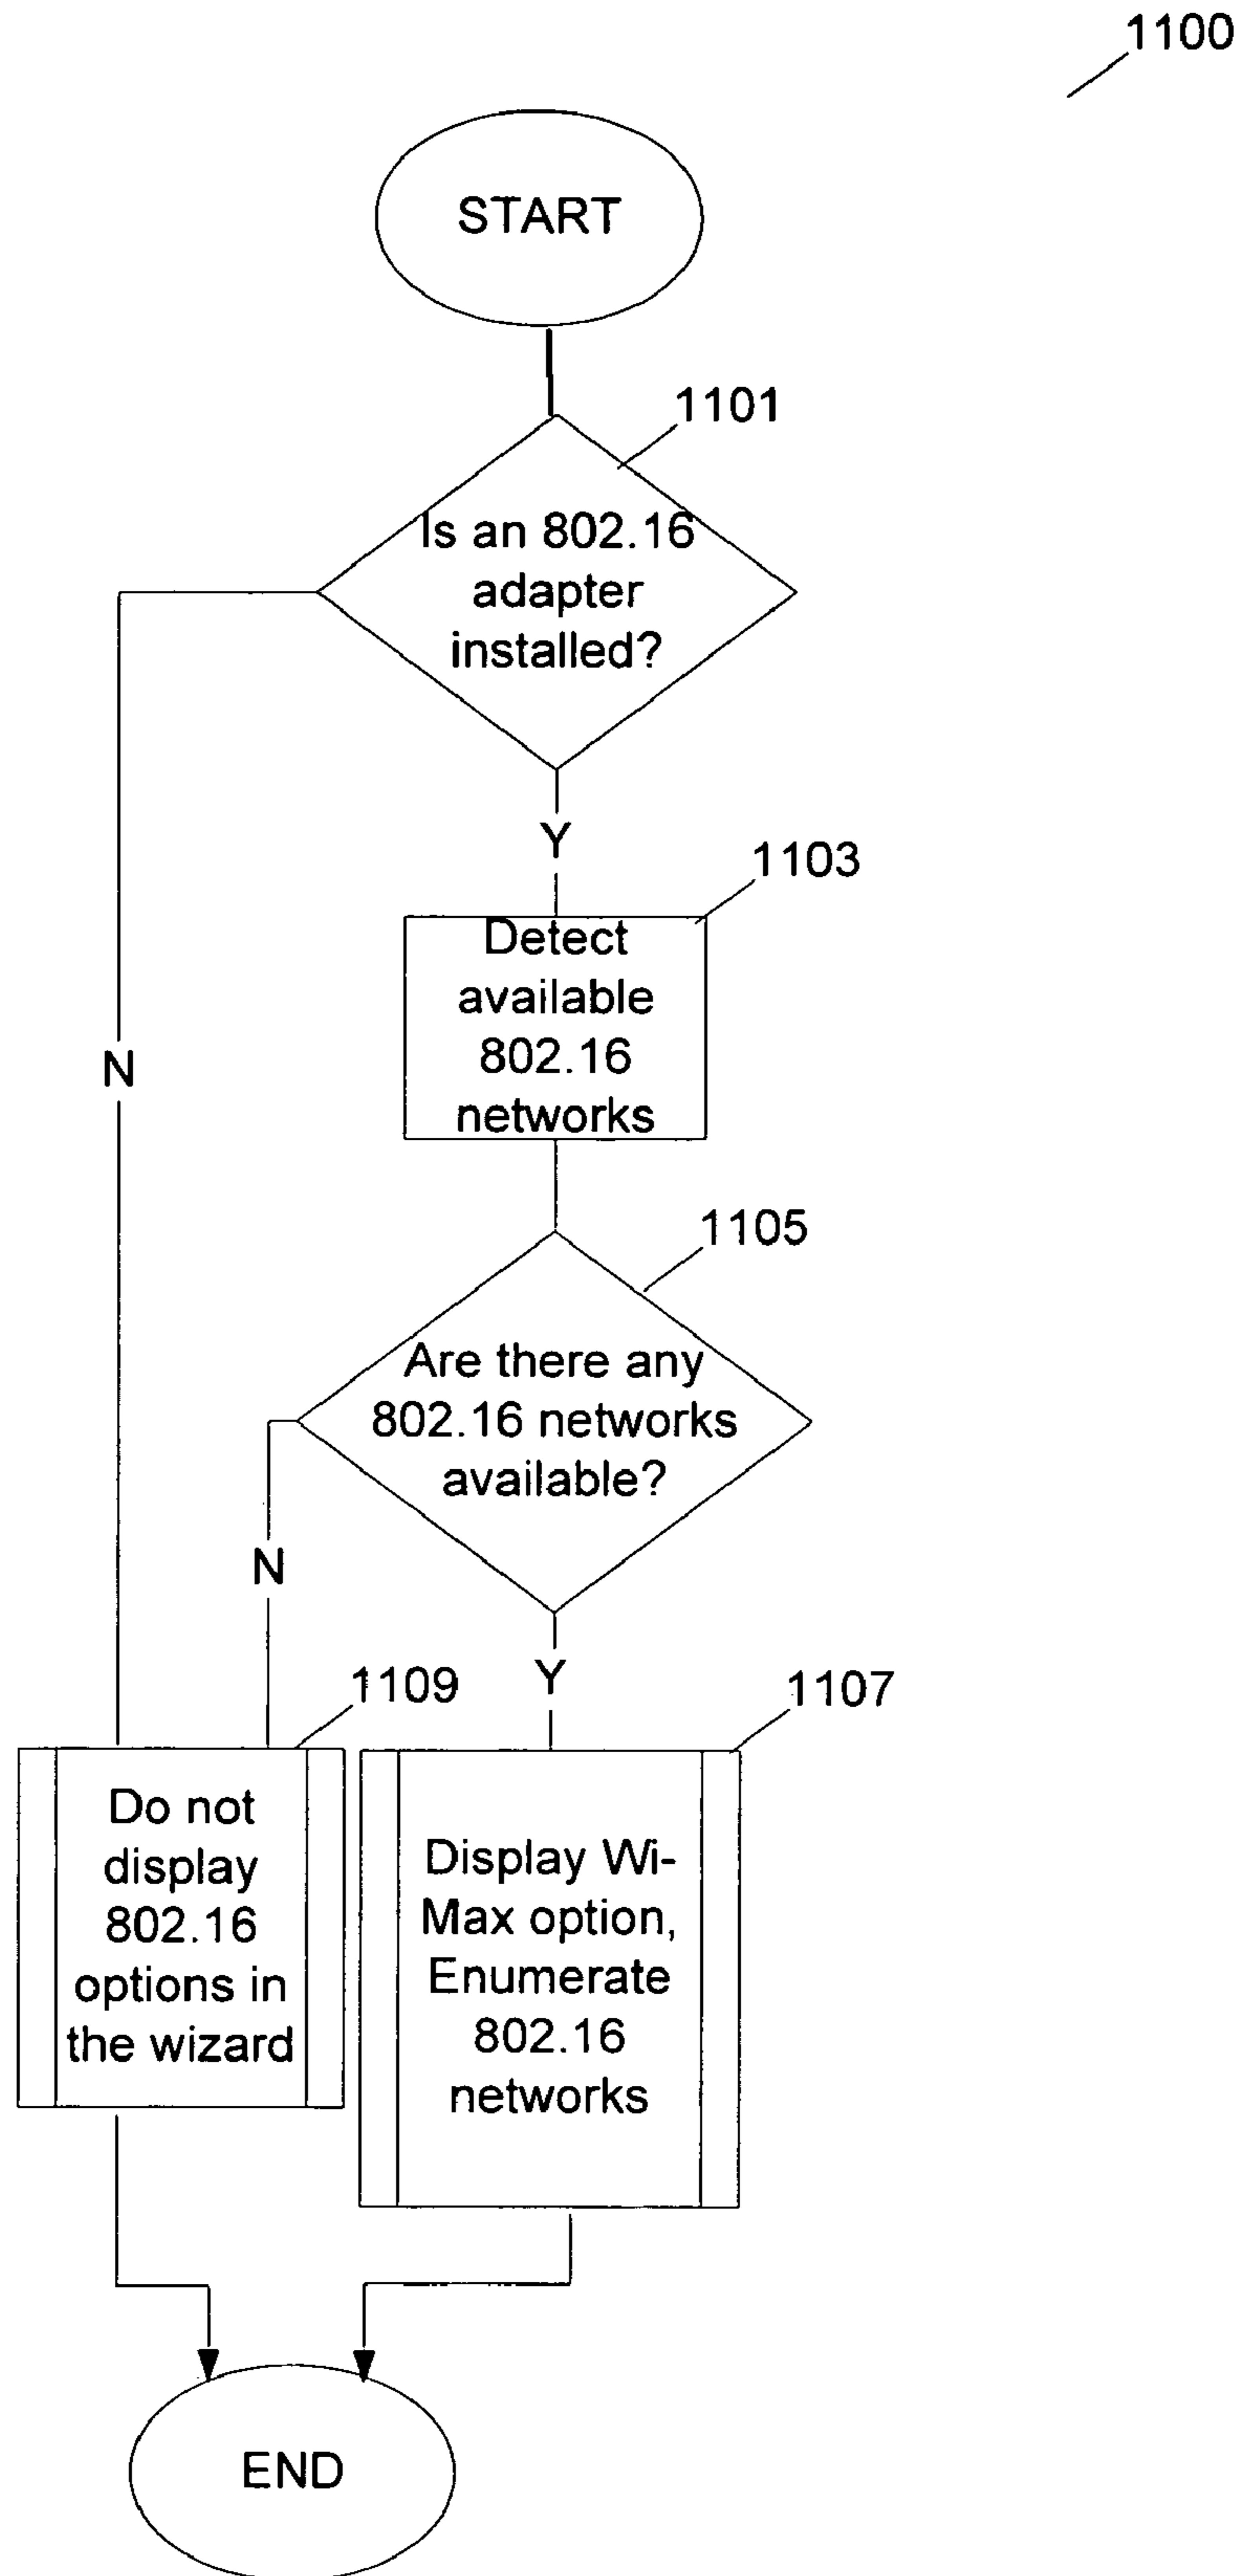 1100
START
1101
Is an 802.16
adapter
installed?
Y
1103
Detect
available
802.16
networks
N
1105
Are there any
802.16 networks
available?
N
Y
1109
1107
Do not
display
802.16
options in
the wizard
Display Wi-
Max option,
Enumerate
802.16
networks
END